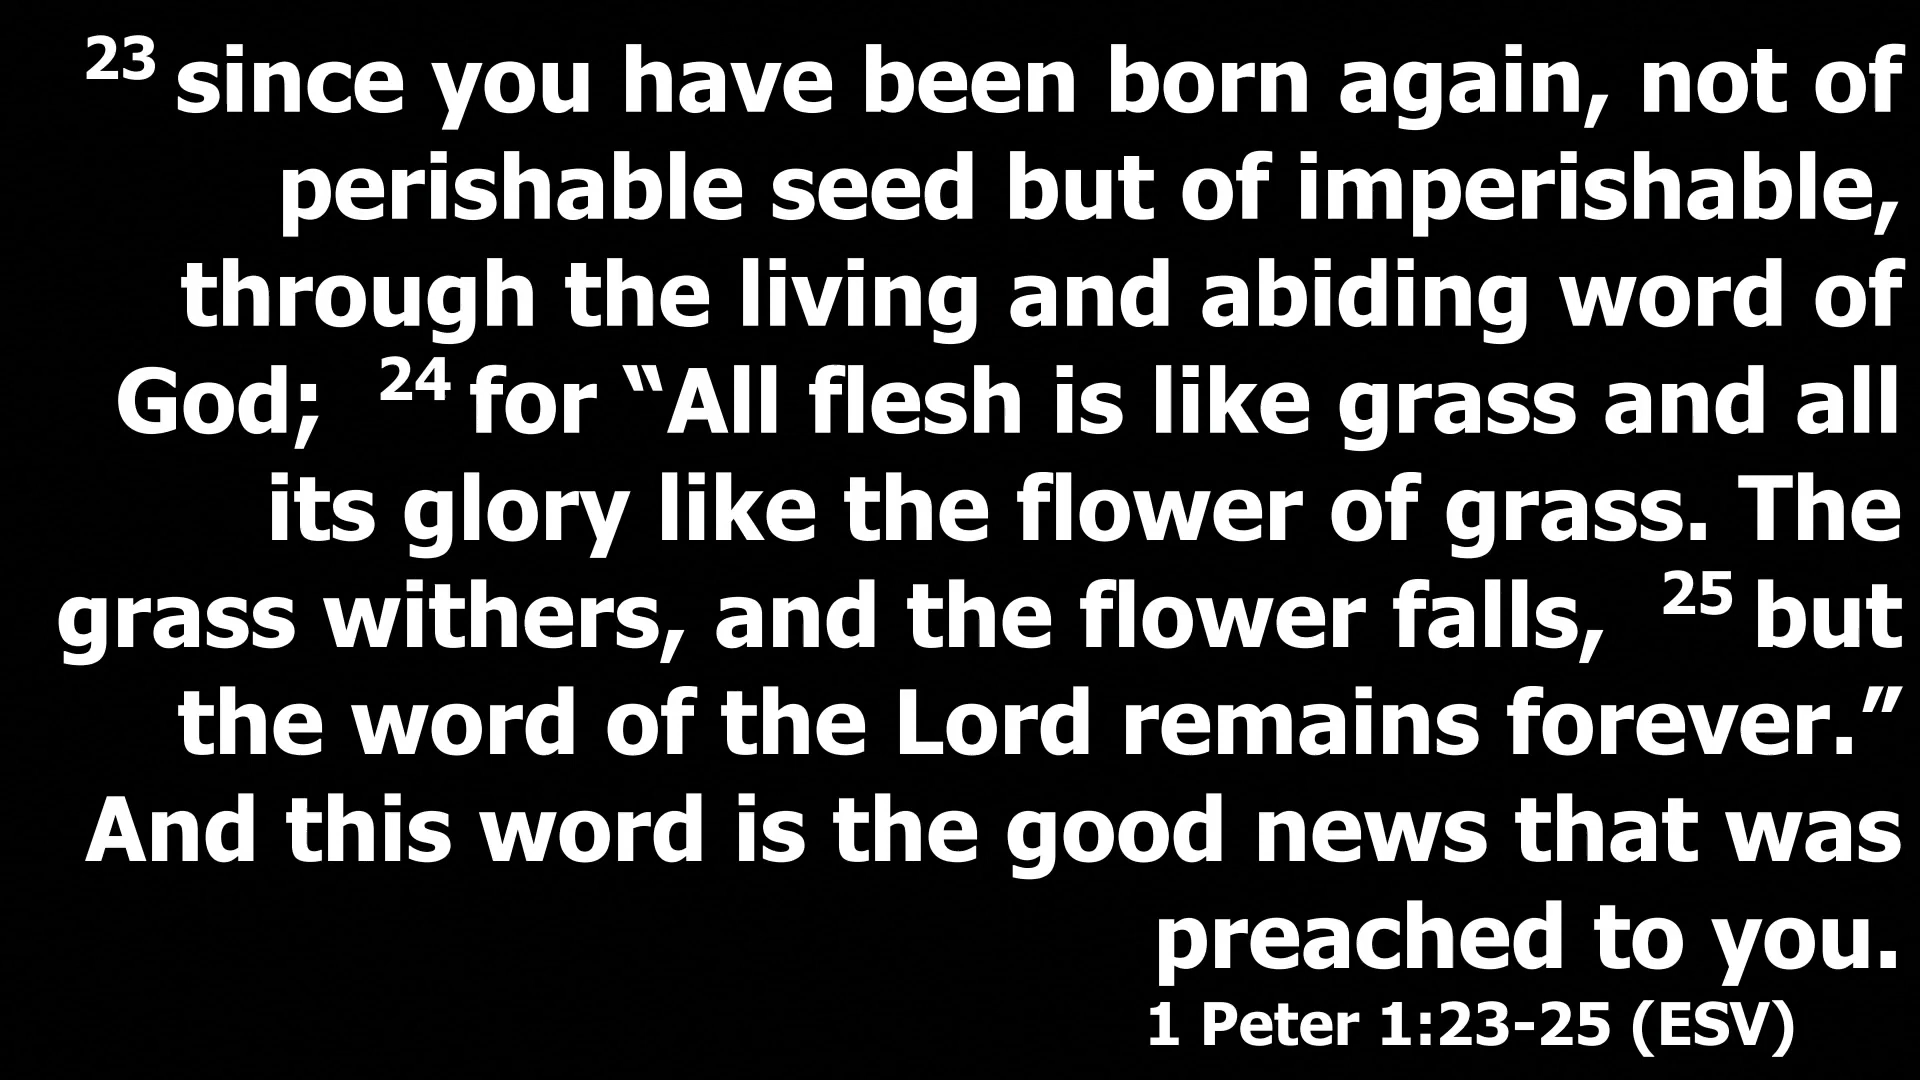 23 since you have been born again, not of
perishable seed but of imperishable,
through the living and abiding word of
God; 24 for “All flesh is like grass and all
its glory like the flower of grass. The
grass withers, and the flower falls, 25 but
the word of the Lord remains forever.”
And this word is the good news that was
preached to you.
1 Peter 1:23-25 (ESV)